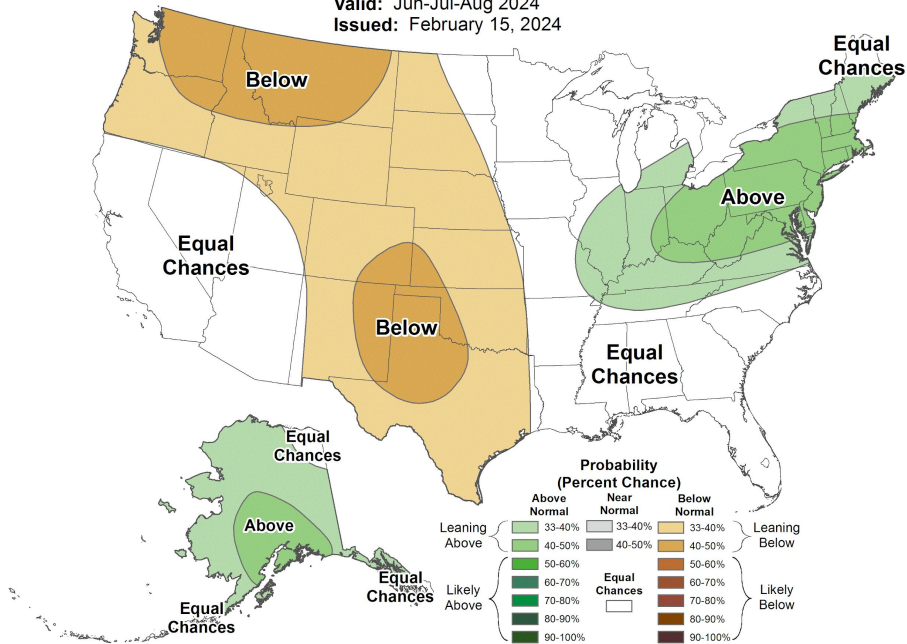 Valid: Jun-Jul-Aug 2024
Issued: February 15, 2024
Equal
Chances
Below
Above
Equal
Chances
Below
Equal
Chances
Equal
Chances
Above
Equal
Chances
Equal
Chances
Probability
(Percent Chance)
Above
Normal
Near
Normal
Below
Normal
Leaning
Above
33-40%
33-40%
33-40%
Leaning
Below
40-50%
40-50%
40-50%
50-60%
50-60%
60-70%
Equal
Chances
60-70%
Likely
Above
70-80%
70-80%
Likely
Below
80-90%
80-90%
90-100%
90-100%